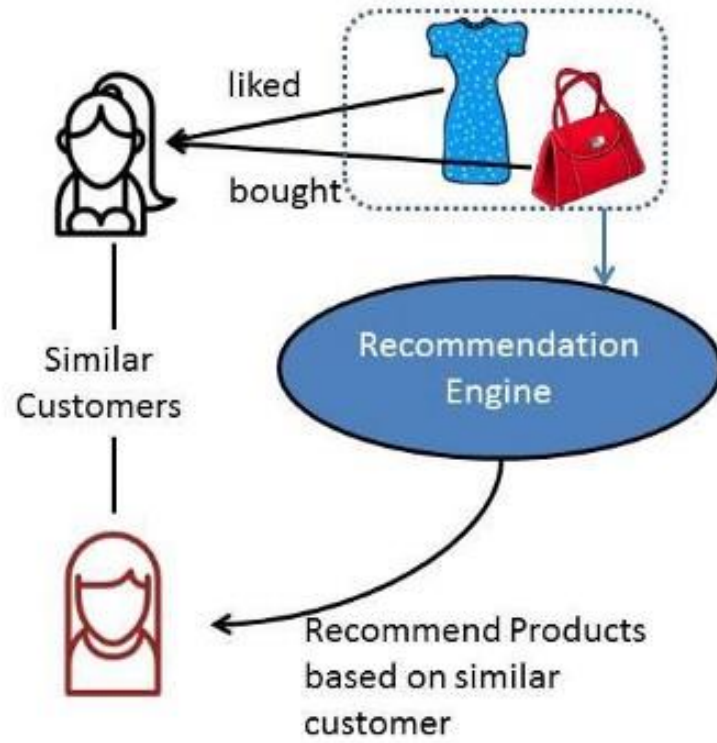 liked
bought
Recommendation
Engine
Similar
Customers
Recommend Products
based on similar
customer